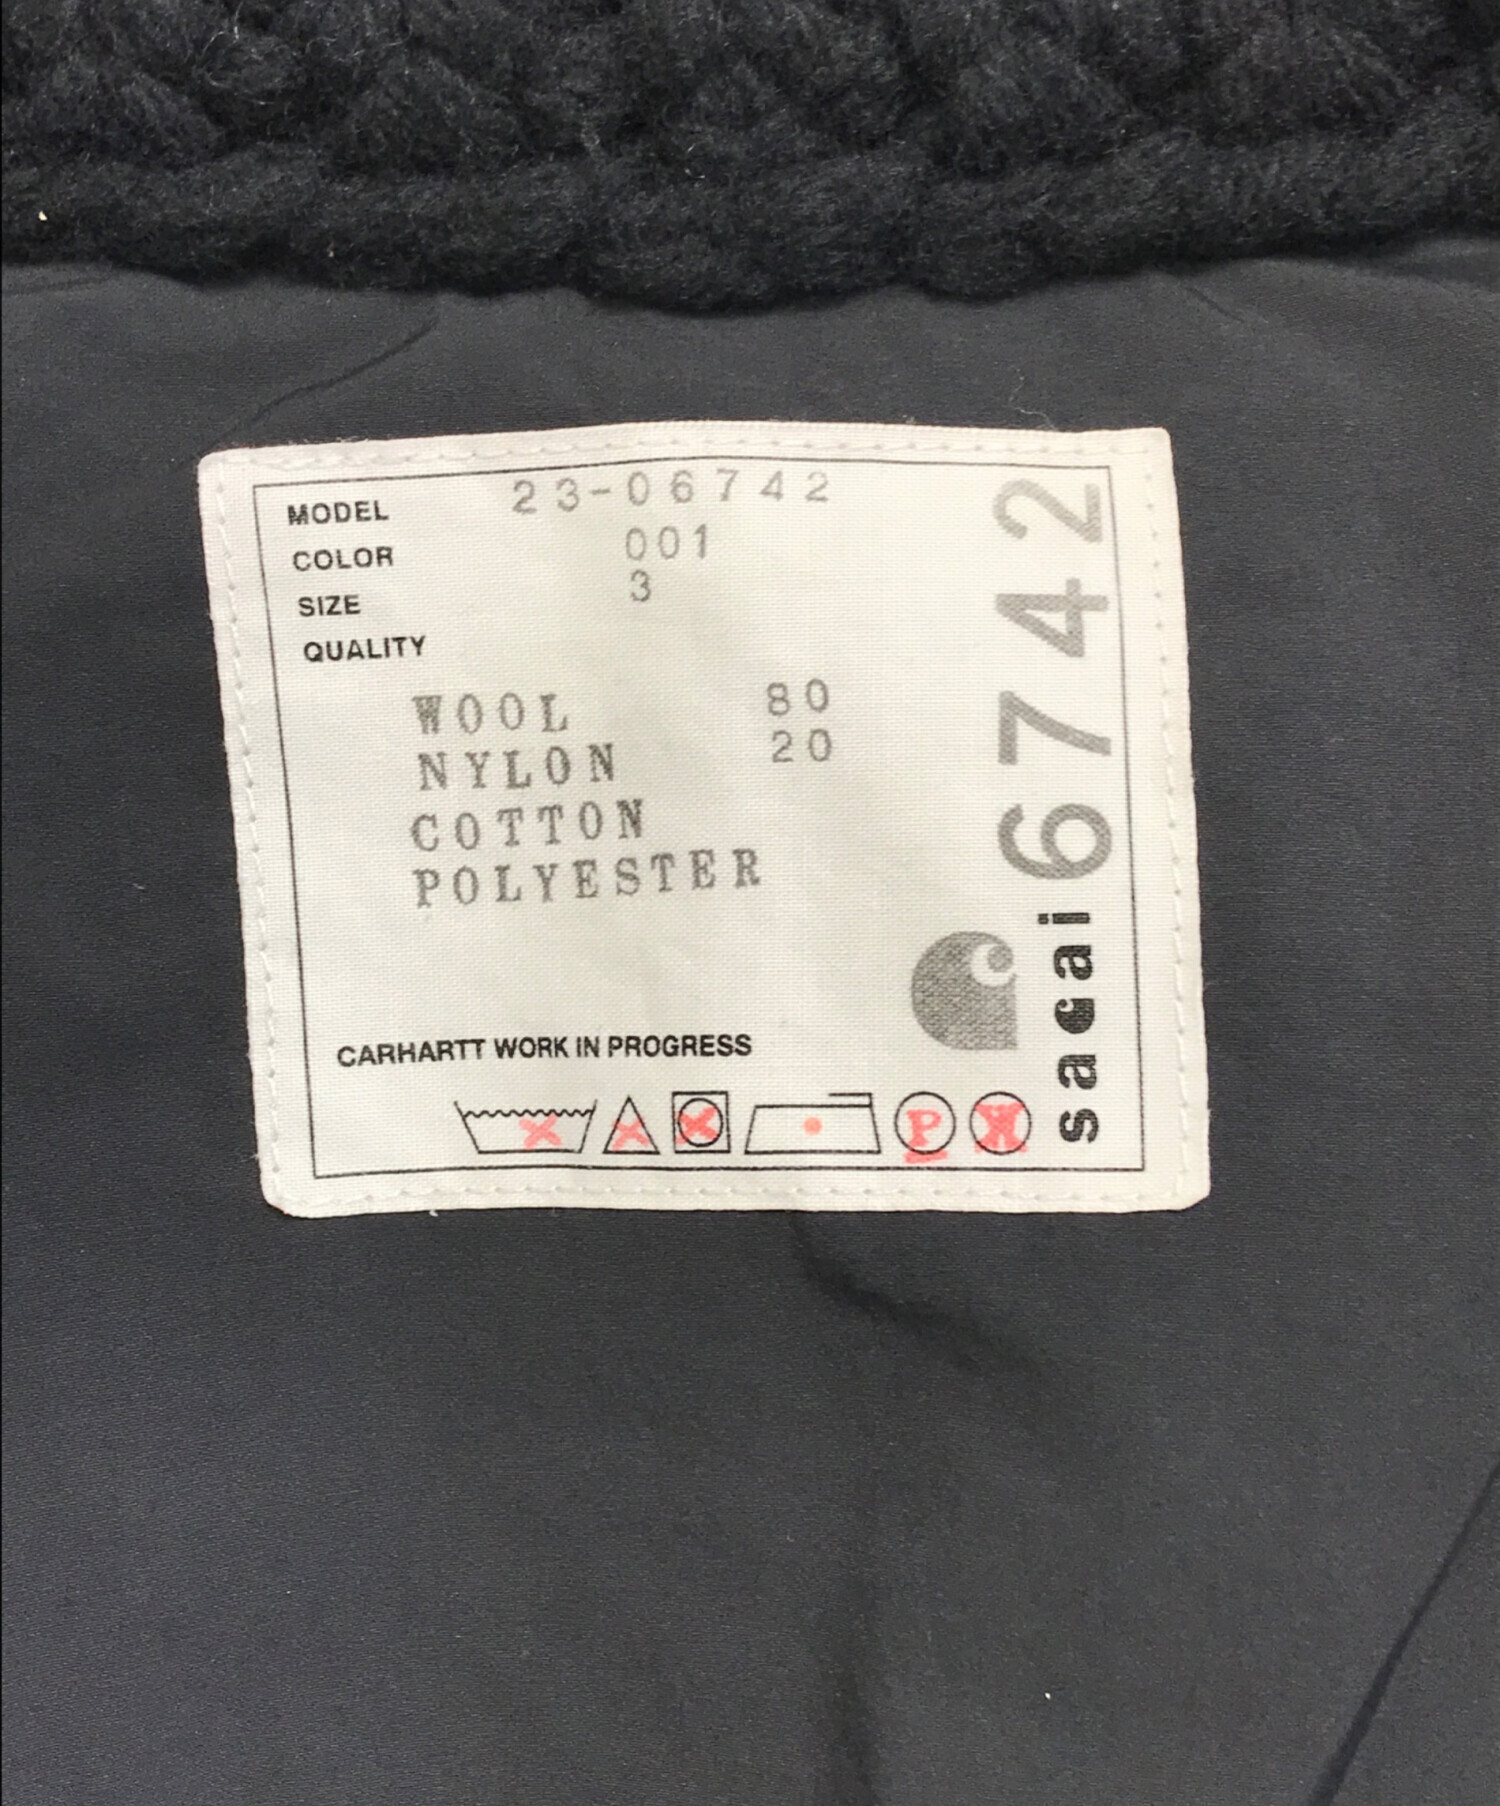 MODEL 23-06742
COLOR 001
SIZE 3
QUALITY
WOOL 80
NYLON 20
COTTON
POLYESTER
CARHARTT WORK IN PROGRESS
P W
sacai 6742